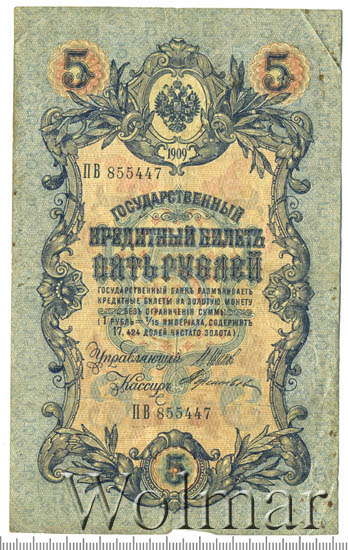 5 5
1909
ПВ 855447
ГОСУДАРСТВЕННЫЙ
КРЕДИТНЫЙ БИЛЕТЪ
ПЯТЬ РУБЛЕЙ
ГОСУДАРСТВЕННЫЙ БАНКЪ РАЗМѢНИВАЕТЪ
КРЕДИТНЫЕ БИЛЕТЫ НА ЗОЛОТУЮ МОНЕТУ
БЕЗЪ ОГРАНИЧЕНІЯ СУММЫ
(1 РУБЛЬ = 1/15 ИМПЕРІАЛА, СОДЕРЖИТЪ
17,424 ДОЛЕЙ ЧИСТАГО ЗОЛОТА).
Управляющій
Кассиръ
ПВ 855447
5
Wolmar